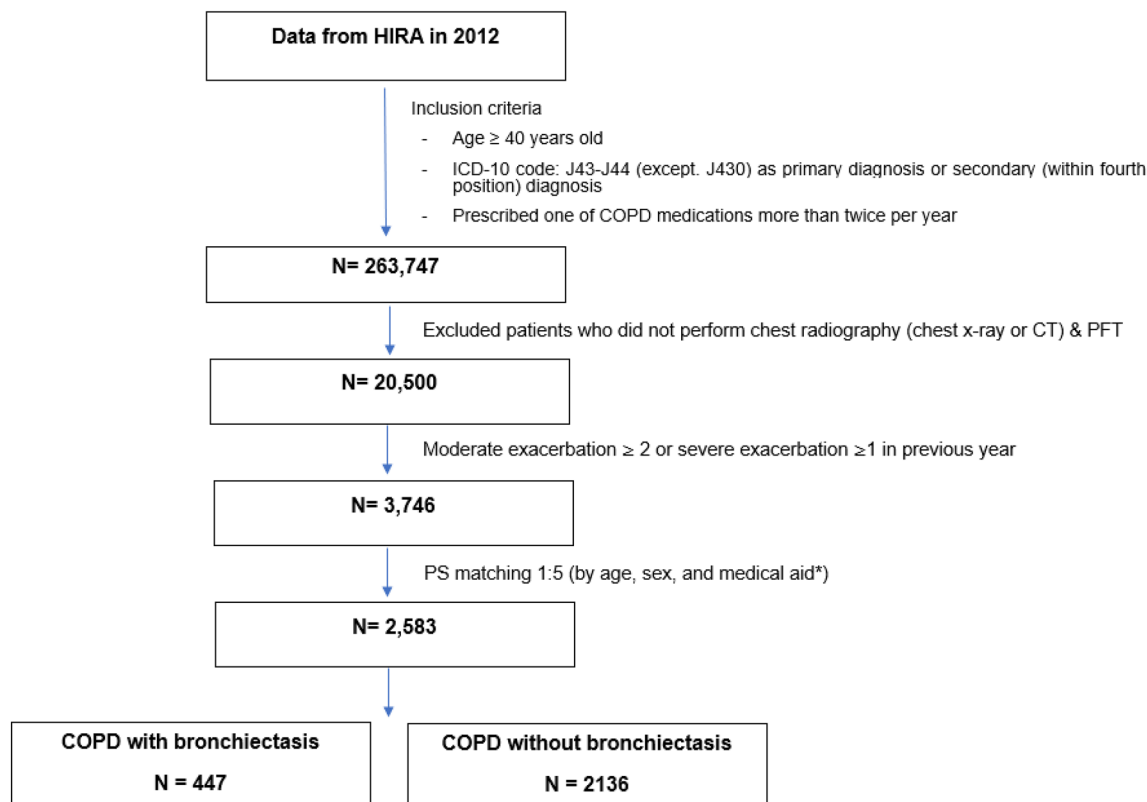 Data from HIRA in 2012
Inclusion criteria
- Age ≥ 40 years old
- ICD-10 code: J43-J44 (except. J430) as primary diagnosis or secondary (within fourth
position) diagnosis
- Prescribed one of COPD medications more than twice per year
N= 263,747
Excluded patients who did not perform chest radiography (chest x-ray or CT) & PFT
N= 20,500
Moderate exacerbation ≥ 2 or severe exacerbation ≥1 in previous year
N= 3,746
PS matching 1:5 (by age, sex, and medical aid*)
N= 2,583
COPD with bronchiectasis
N = 447
COPD without bronchiectasis
N = 2136